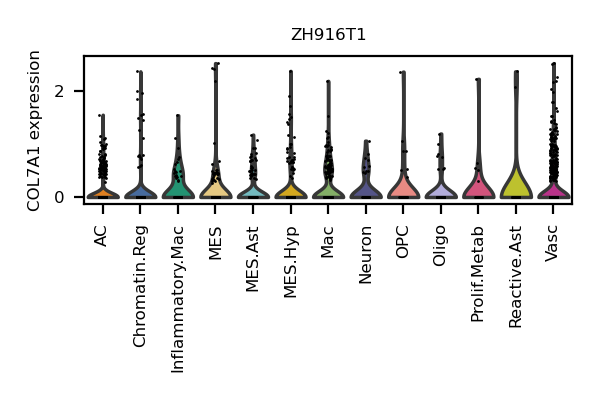 ZH916T1
COL7A1 expression
2
0
AC
Chromatin.Reg
Inflammatory.Mac
MES
MES.Ast
MES.Hyp
Mac
Neuron
OPC
Oligo
Prolif.Metab
Reactive.Ast
Vasc